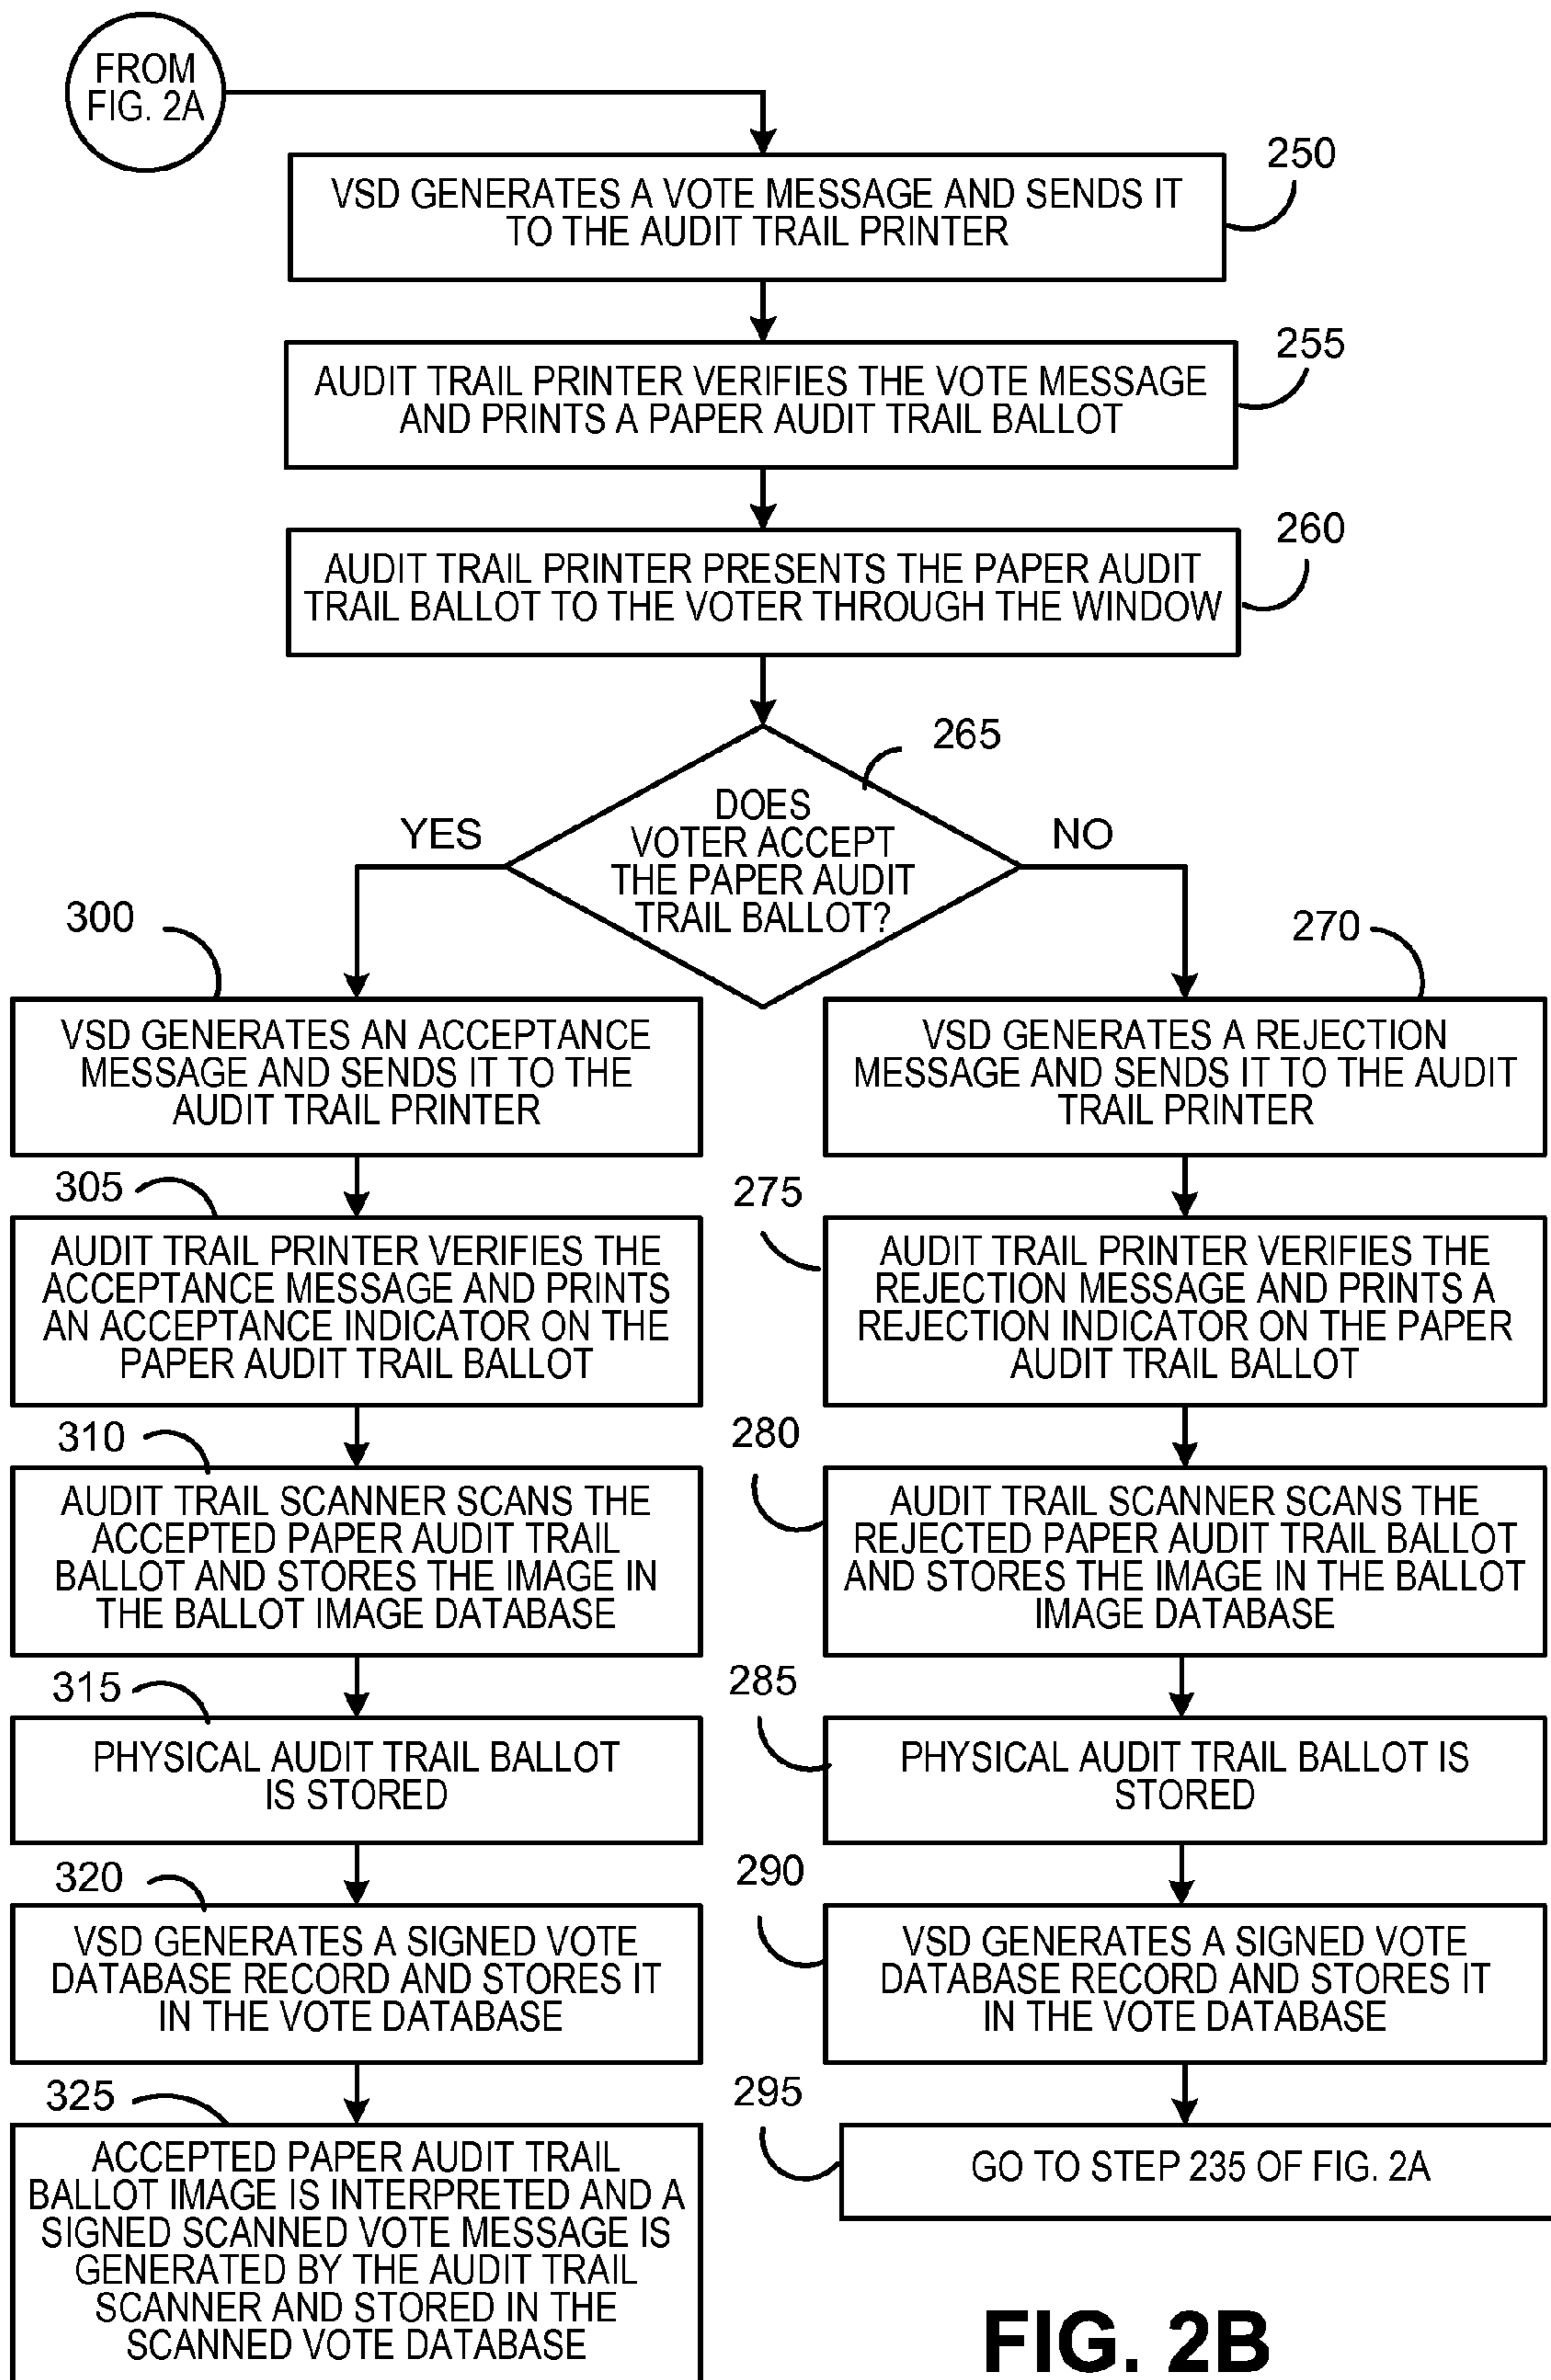 FROM
FIG. 2A
250
VSD GENERATES A VOTE MESSAGE AND SENDS IT
TO THE AUDIT TRAIL PRINTER
255
AUDIT TRAIL PRINTER VERIFIES THE VOTE MESSAGE
AND PRINTS A PAPER AUDIT TRAIL BALLOT
260
AUDIT TRAIL PRINTER PRESENTS THE PAPER AUDIT
TRAIL BALLOT TO THE VOTER THROUGH THE WINDOW
265
DOES
VOTER ACCEPT
THE PAPER AUDIT
TRAIL BALLOT?
YES
NO
300
VSD GENERATES AN ACCEPTANCE
MESSAGE AND SENDS IT TO THE
AUDIT TRAIL PRINTER
305
AUDIT TRAIL PRINTER VERIFIES THE
ACCEPTANCE MESSAGE AND PRINTS
AN ACCEPTANCE INDICATOR ON THE
PAPER AUDIT TRAIL BALLOT
310
AUDIT TRAIL SCANNER SCANS THE
ACCEPTED PAPER AUDIT TRAIL
BALLOT AND STORES THE IMAGE IN
THE BALLOT IMAGE DATABASE
315
PHYSICAL AUDIT TRAIL BALLOT
IS STORED
320
VSD GENERATES A SIGNED VOTE
DATABASE RECORD AND STORES IT
IN THE VOTE DATABASE
325
ACCEPTED PAPER AUDIT TRAIL
BALLOT IMAGE IS INTERPRETED AND A
SIGNED SCANNED VOTE MESSAGE IS
GENERATED BY THE AUDIT TRAIL
SCANNER AND STORED IN THE
SCANNED VOTE DATABASE
270
VSD GENERATES A REJECTION
MESSAGE AND SENDS IT TO THE AUDIT
TRAIL PRINTER
275
AUDIT TRAIL PRINTER VERIFIES THE
REJECTION MESSAGE AND PRINTS A
REJECTION INDICATOR ON THE PAPER
AUDIT TRAIL BALLOT
280
AUDIT TRAIL SCANNER SCANS THE
REJECTED PAPER AUDIT TRAIL BALLOT
AND STORES THE IMAGE IN THE BALLOT
IMAGE DATABASE
285
PHYSICAL AUDIT TRAIL BALLOT IS
STORED
290
VSD GENERATES A SIGNED VOTE
DATABASE RECORD AND STORES IT
IN THE VOTE DATABASE
295
GO TO STEP 235 OF FIG. 2A
FIG. 2B